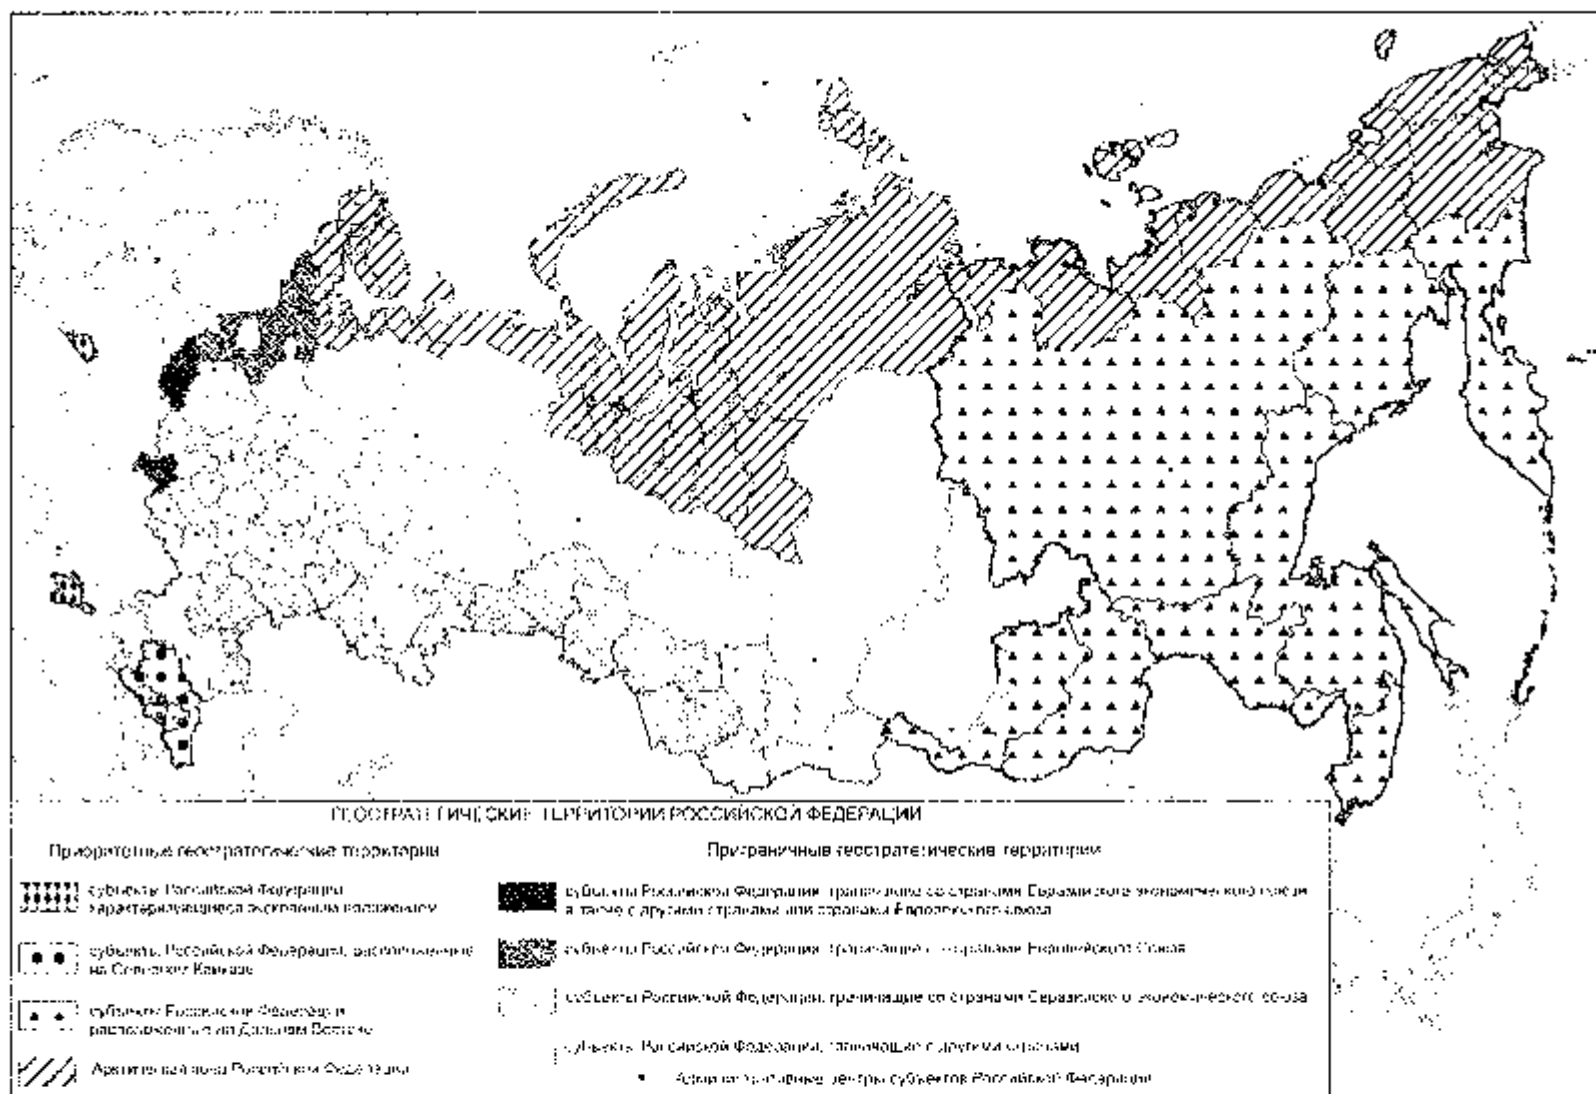 ГЕОСТРАТЕГИЧЕСКИЕ ТЕРРИТОРИИ РОССИЙСКОЙ ФЕДЕРАЦИИ
Приоритетные геостратегические территории
субъекты Российской Федерации
характеризующиеся эксклавным положением
субъекты Российской Федерации, расположенные
на Северном Кавказе
субъекты Российской Федерации
расположенные на Дальнем Востоке
Арктическая зона Российской Федерации
Приграничные геостратегические территории
субъекты Российской Федерации, граничащие со странами Евразийского экономического союза
а также с другими странами или странами Европейского союза
субъекты Российской Федерации, граничащие со странами Европейского Союза
субъекты Российской Федерации, граничащие со странами Евразийского экономического союза
субъекты Российской Федерации, граничащие с другими странами
Административные центры субъектов Российской Федерации